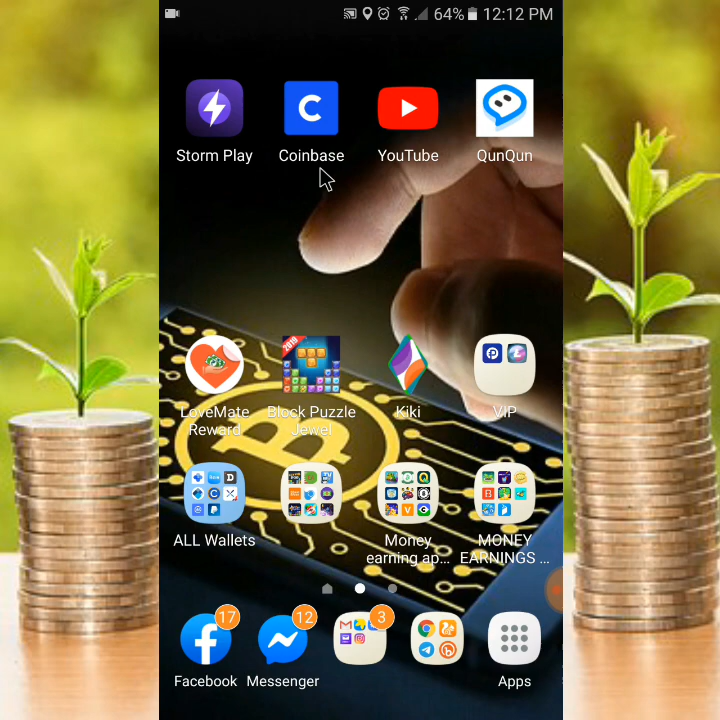 64% 12:12 PM
Storm Play Coinbase YouTube QunQun
LoveMate Block Puzzle Kiki VIP
Reward Jewel
ALL Wallets Money MONEY
earning ap... EARNINGS ...
17 12 3
Facebook Messenger Apps